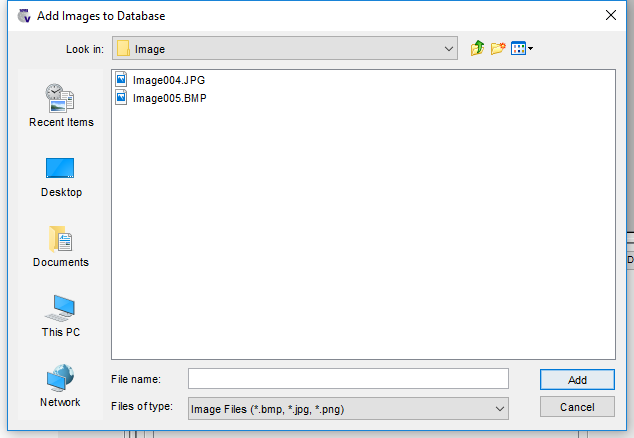 Add Images to Database
Look in:
Image
Image004.JPG
Image005.BMP
Recent Items
Desktop
Documents
This PC
Network
File name:
Add
Files of type:
Image Files (*.bmp, *.jpg, *.png)
Cancel
D